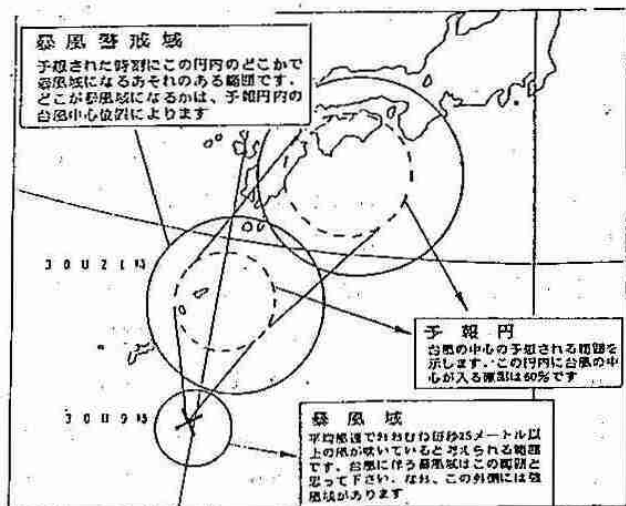 暴風警戒域
予想された時刻にこの円内のどこかで
暴風域になるおそれのある範囲です。
どこが暴風域になるかは、予報円内の
台風中心位置によります
30日21時
予報円
台風の中心の予想される範囲を
示します。この円内に台風の中
心が入る確率は60%です
30日9時
暴風域
平均風速でおおむね毎秒25メートル以
上の風が吹いていると考えられる範囲
です。台風に伴う暴風域はこの範囲と
思って下さい。なお、この外側には強
風域があります